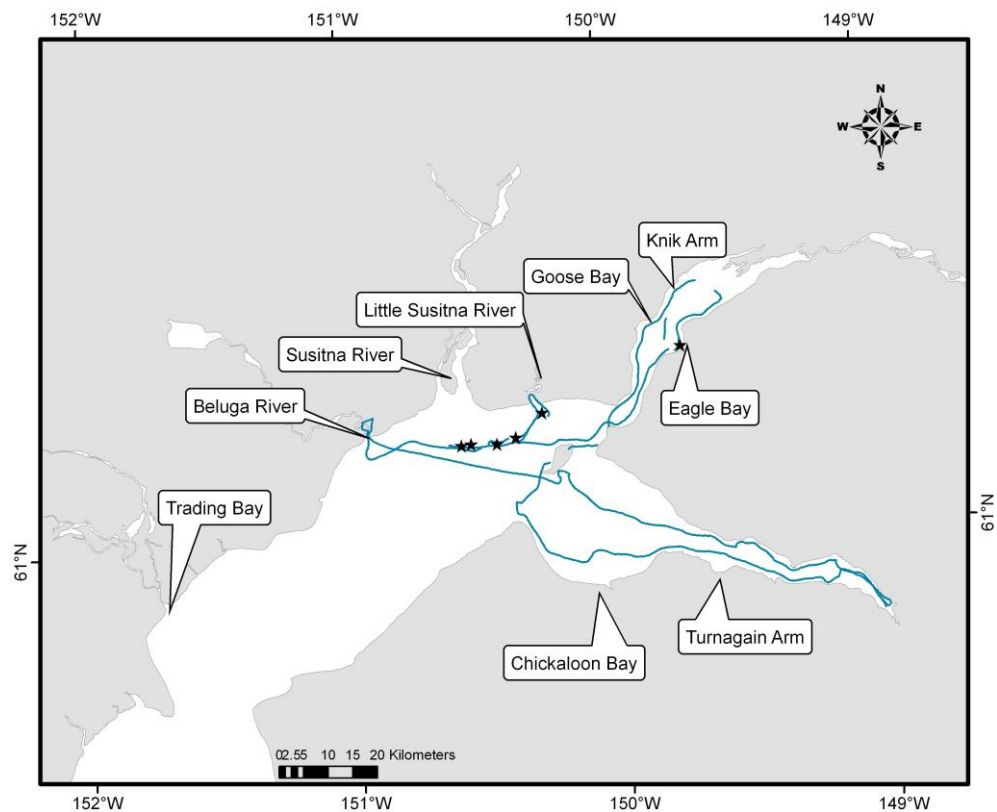 152°W 151°W 150°W 149°W
N
W E
S
Knik Arm
Goose Bay
Little Susitna River
Susitna River
Eagle Bay
Beluga River
Trading Bay
61°N
61°N
Turnagain Arm
Chickaloon Bay
02.55 10 15 20 Kilometers
152°W 151°W 150°W 149°W